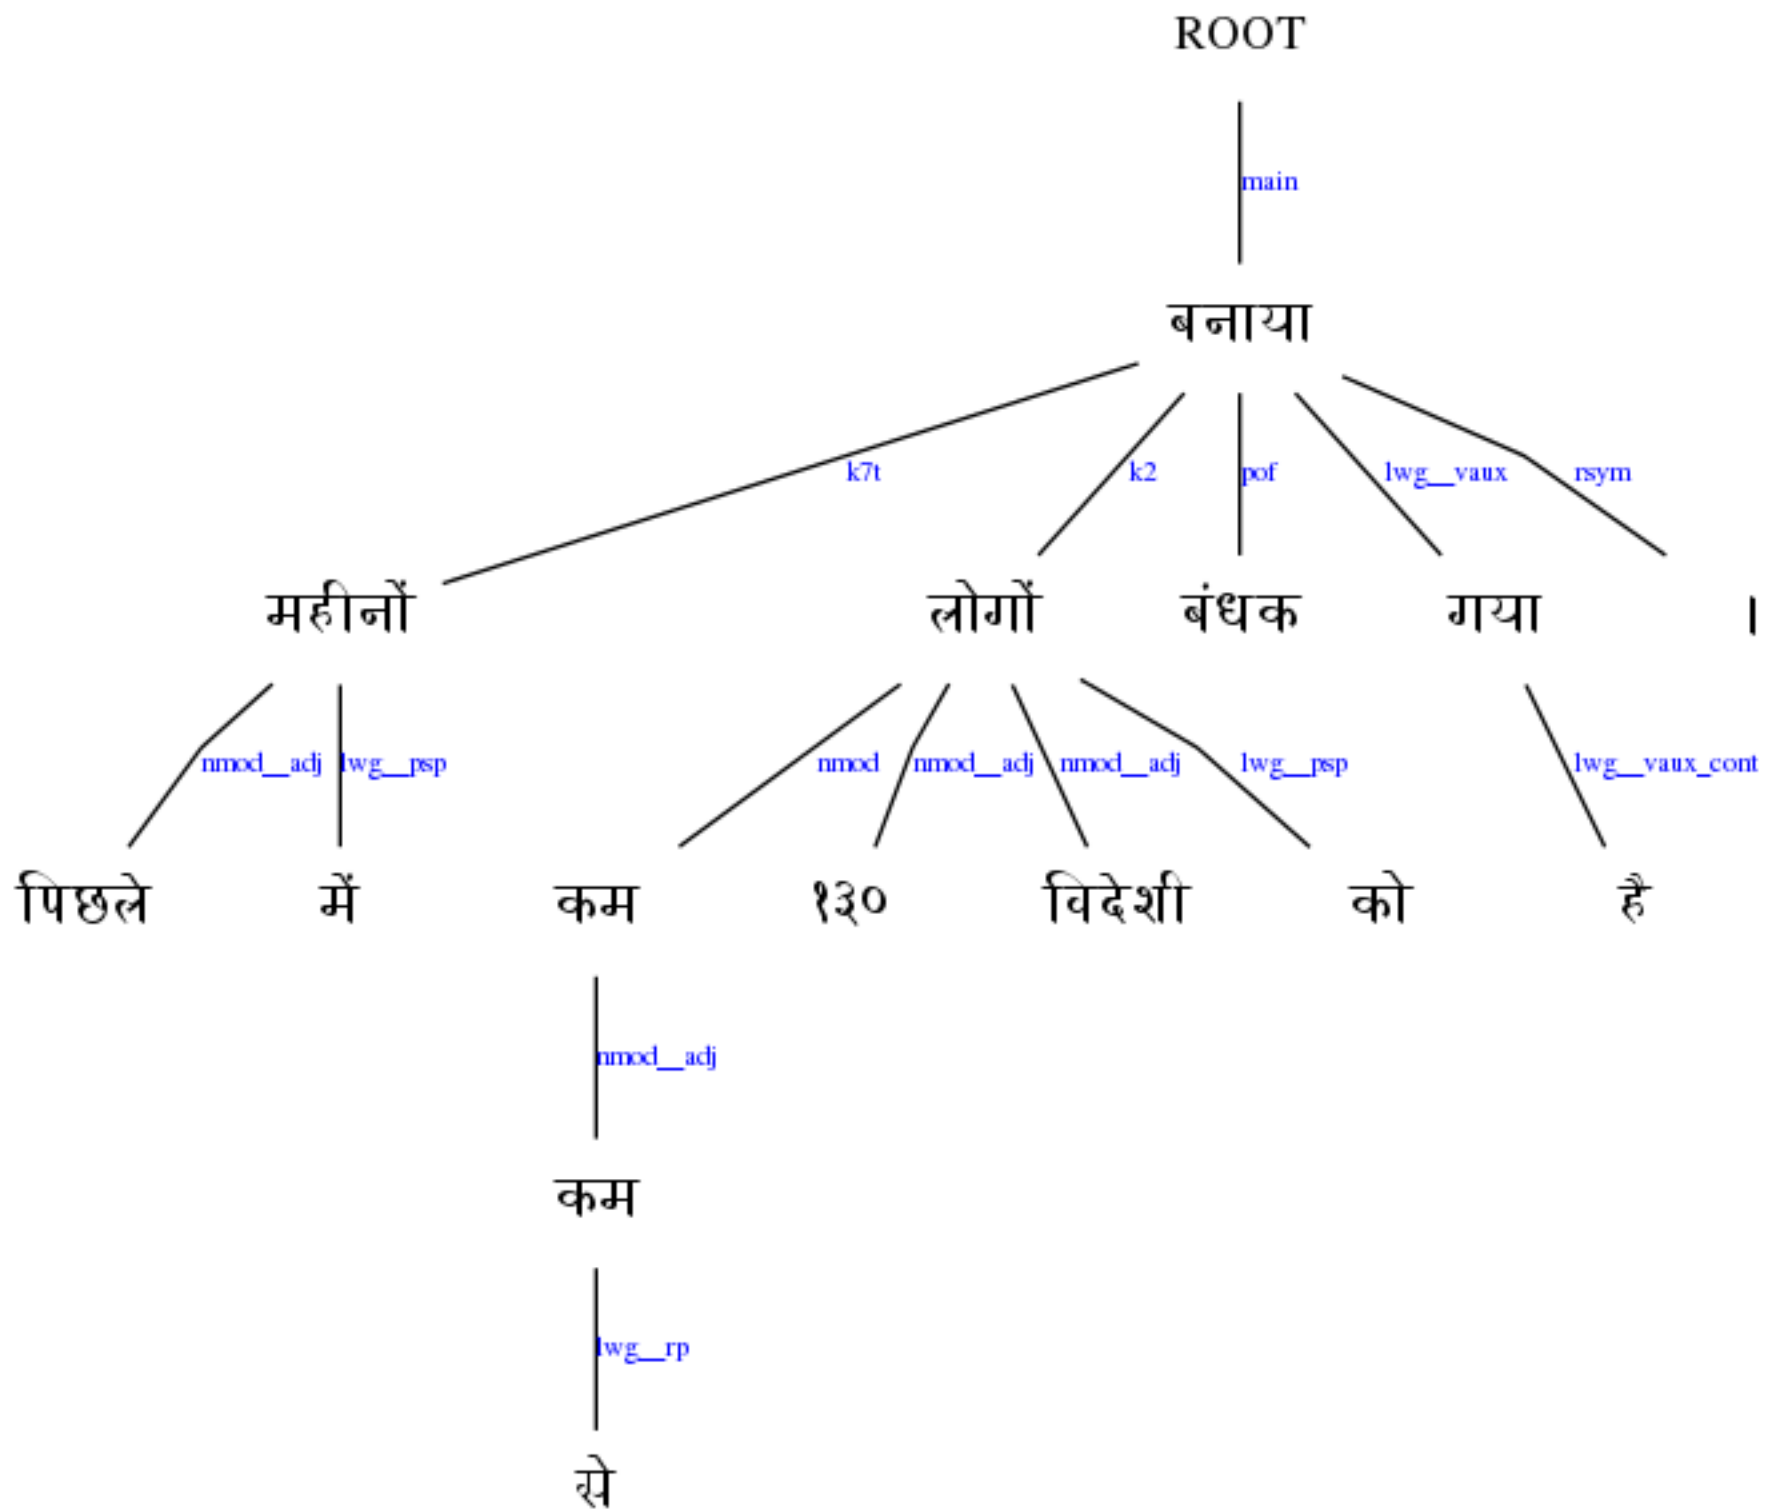 ROOT
main
बनाया
k7t k2 pof lwg__vaux rsym
महीनों लोगों बंधक गया ।
nmod__adj lwg__psp nmod nmod__adj nmod__adj lwg__psp lwg__vaux_cont
पिछले में कम १३० विदेशी को है
nmod__adj
कम
lwg__rp
से